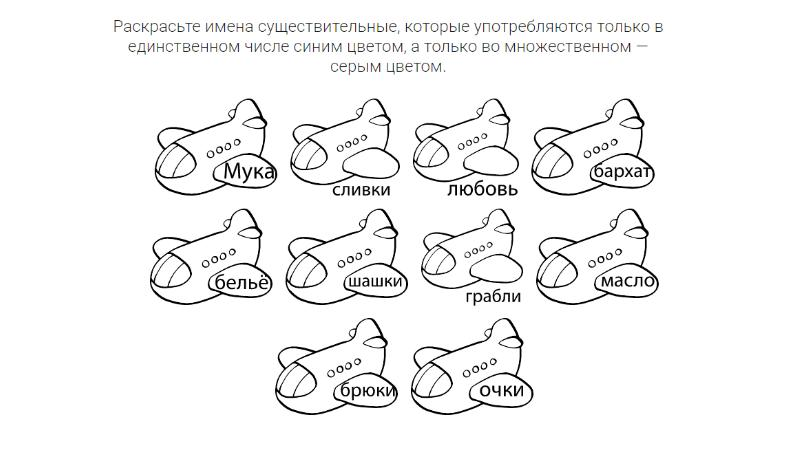 Раскрасьте имена существительные, которые употребляются только в
единственном числе синим цветом, а только во множественном —
серым цветом.
Мука
сливки
любовь
бархат
бельё
шашки
грабли
масло
брюки
очки